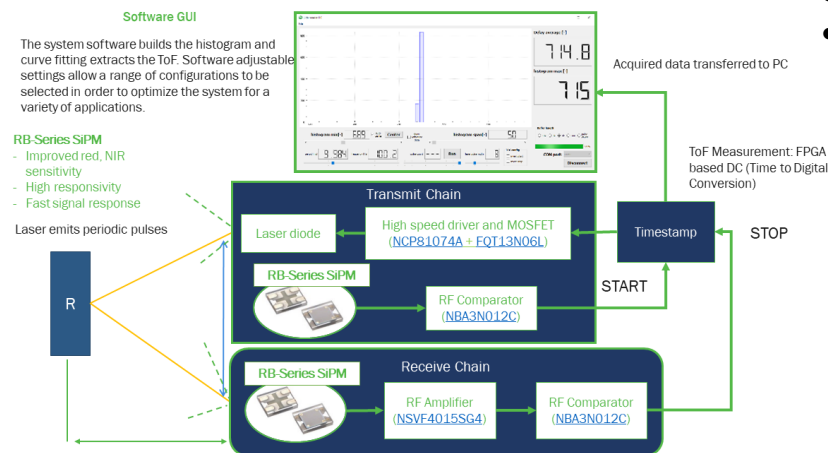 Software GUI
The system software builds the histogram and
curve fitting extracts the ToF. Software adjustable
settings allow a range of configurations to be
selected in order to optimize the system for a
variety of applications.
714.8
715
Histogram
50
Disconnect
Acquired data transferred to PC
RB-Series SiPM
- Improved red, NIR
sensitivity
- High responsivity
- Fast signal response
Laser emits periodic pulses
ToF Measurement: FPGA
based DC (Time to Digital
Conversion)
Transmit Chain
Laser diode
High speed driver and MOSFET
(NCP81074A + FQT13N06L)
Timestamp
STOP
RB-Series SiPM
RF Comparator
(NBA3N012C)
START
R
Receive Chain
RB-Series SiPM
RF Amplifier
(NSVF4015SG4)
RF Comparator
(NBA3N012C)